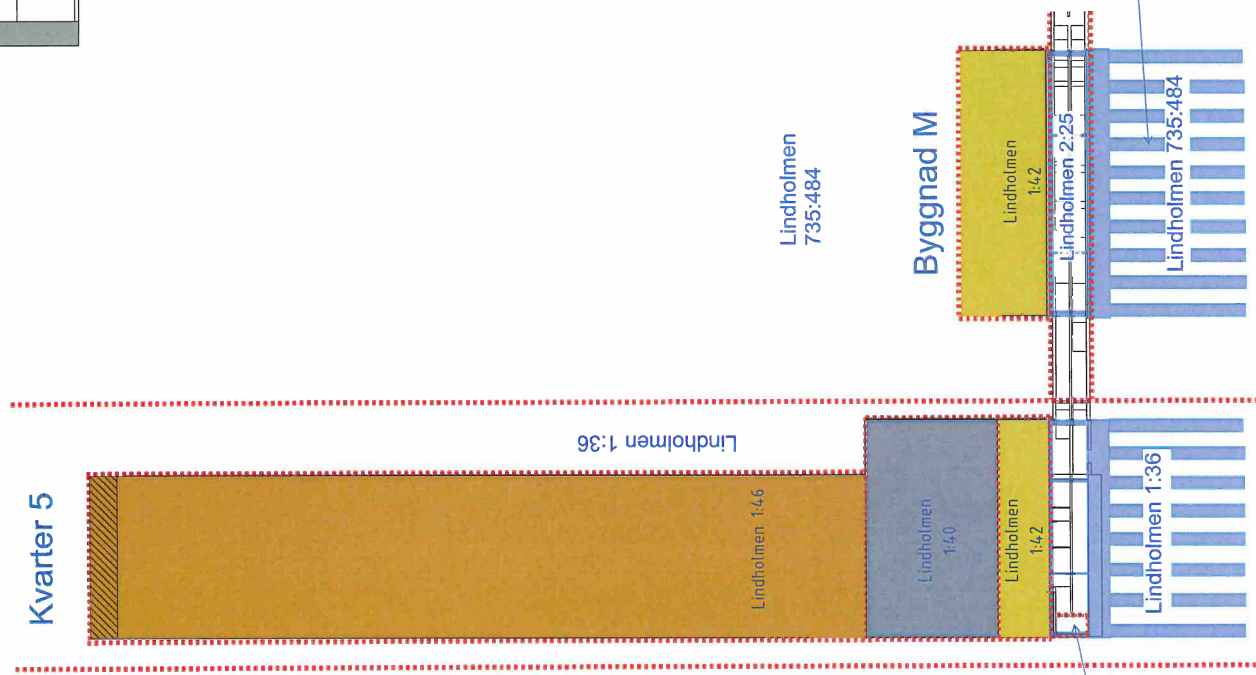 Kvarter 5
Lindholmen 1:46
Lindholmen 1:36
Lindholmen
1:40
Lindholmen
1:42
Lindholmen 1:36
Lindholmen
735:484
Byggnad M
Lindholmen
1:42
Lindholmen 2:25
Lindholmen 735:484